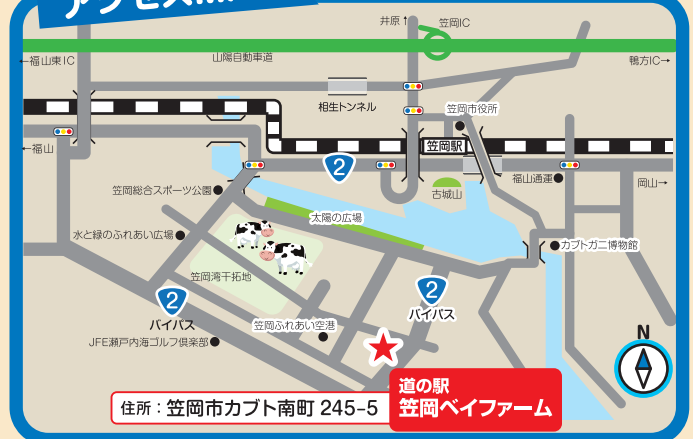 アクセスMAP
井原↑
笠岡IC
←福山東IC
山陽自動車道
鴨方IC→
相生トンネル
笠岡市役所
笠岡駅
←福山
2
福山通運
岡山→
笠岡総合スポーツ公園
古城山
太陽の広場
水と緑のふれあい広場
カブトガニ博物館
笠岡湾干拓地
2
バイパス
2
バイパス
笠岡ふれあい空港
JFE瀬戸内海ゴルフ倶楽部
N
道の駅
笠岡ベイファーム
住所：笠岡市カブト南町 245-5